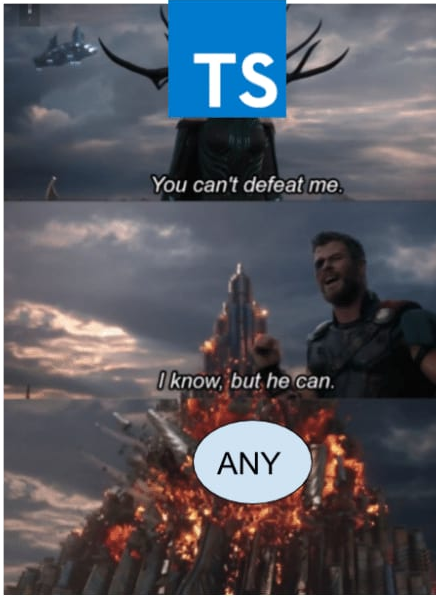 TS
You can't defeat me.
I know, but he can.
ANY